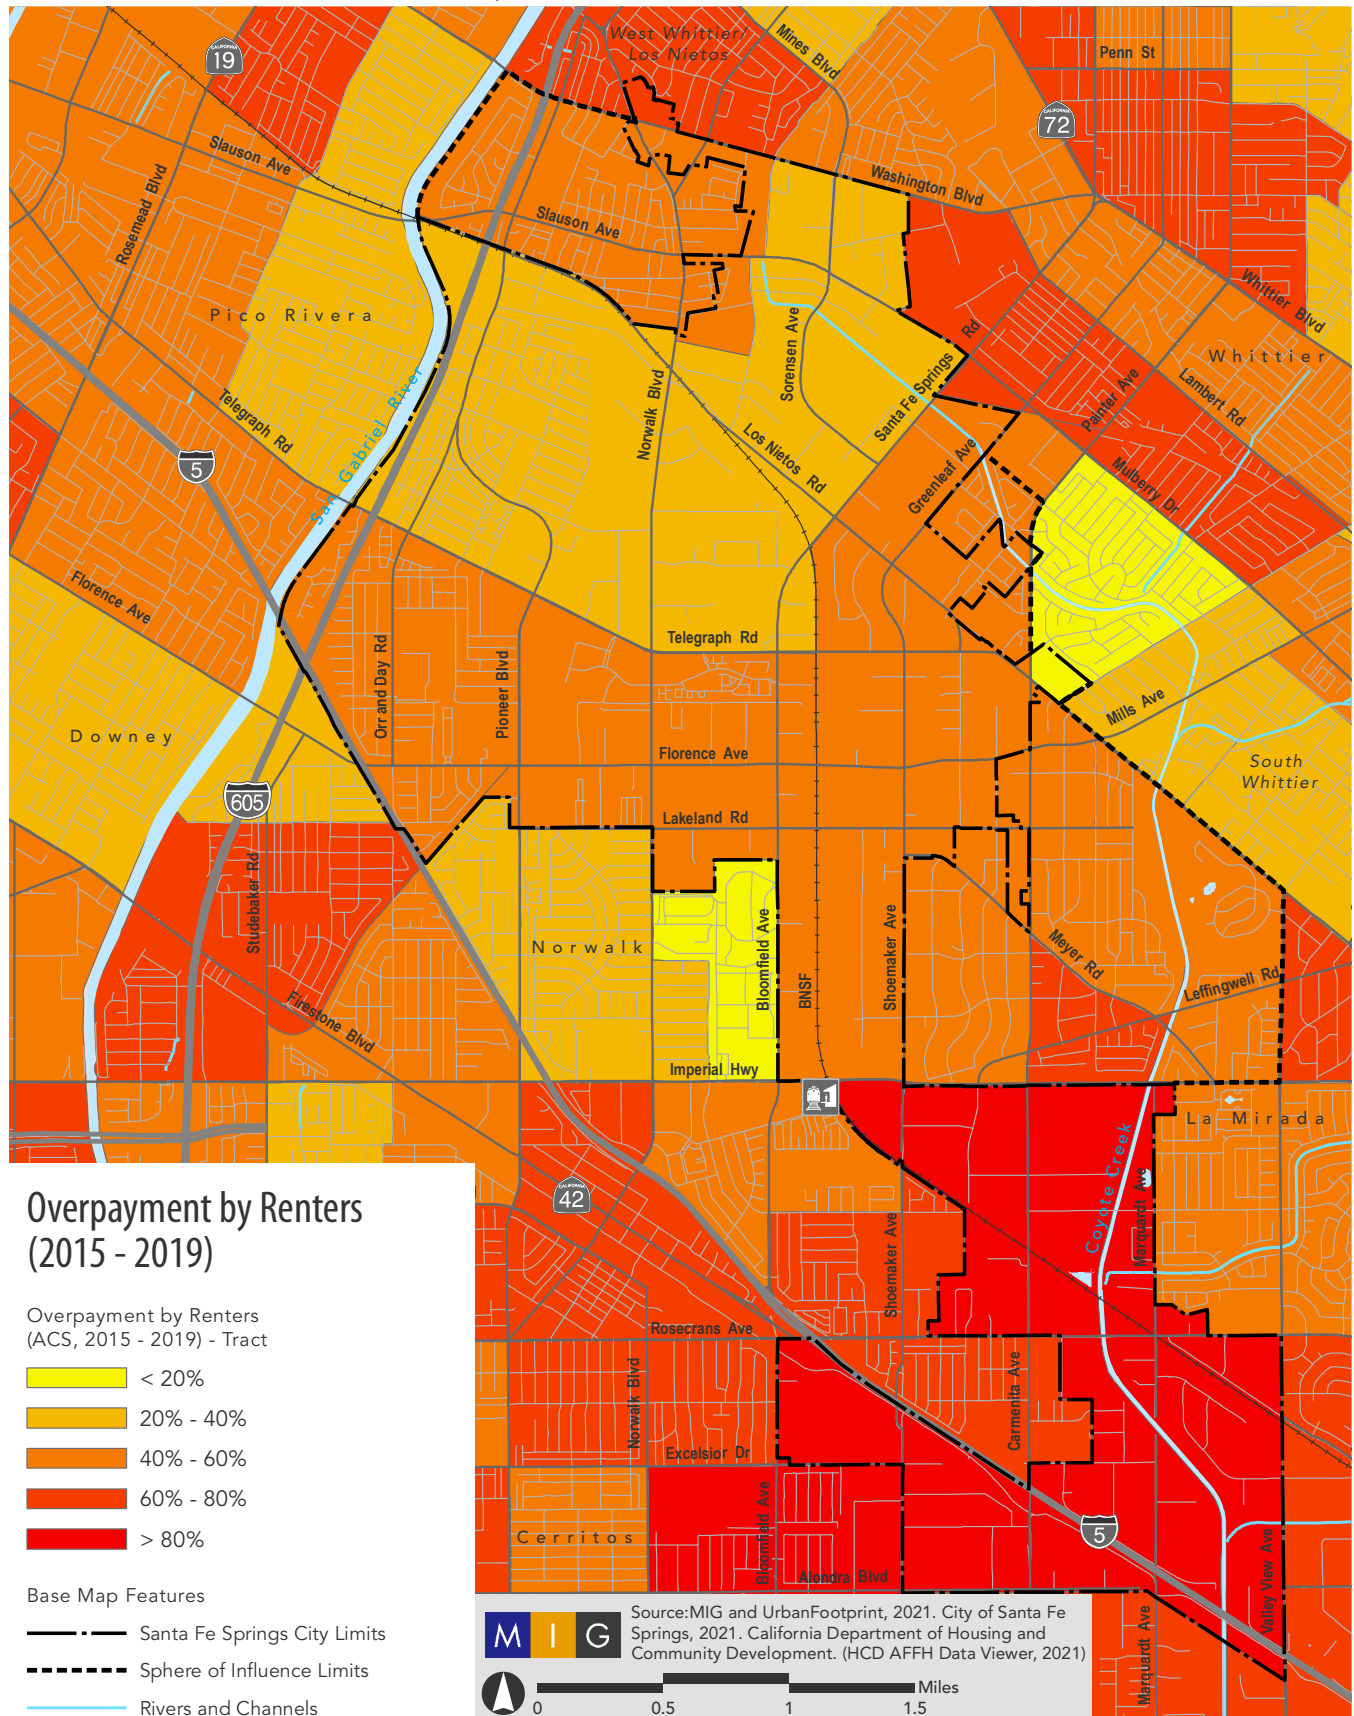 West Whittier/
Los Nietos
Mines Blvd
Penn St
CALIFORNIA
19
CALIFORNIA
72
Slauson Ave
Rosemead Blvd
Washington Blvd
Slauson Ave
Whittier Blvd
Pico Rivera
Sorensen Ave
Santa Fe Springs Rd
Whittier
Lambert Rd
Painter Ave
Telegraph Rd
San Gabriel River
Norwalk Blvd
Los Nietos Rd
Greenleaf Ave
Mulberry Dr
5
Florence Ave
Telegraph Rd
Orr and Day Rd
Pioneer Blvd
Mills Ave
Downey
Florence Ave
South
Whittier
605
Lakeland Rd
Studebaker Rd
Norwalk
Bloomfield Ave
BNSF
Shoemaker Ave
Meyer Rd
Leffingwell Rd
Firestone Blvd
Imperial Hwy
La Mirada
Coyote Creek
Marquardt Ave
CALIFORNIA
42
Shoemaker Ave
Rosecrans Ave
Norwalk Blvd
Carmenita Ave
Excelsior Dr
Bloomfield Ave
Cerritos
5
Alondra Blvd
Valley View Ave
Marquardt Ave
Overpayment by Renters
(2015 - 2019)
Overpayment by Renters
(ACS, 2015 - 2019) - Tract
< 20%
20% - 40%
40% - 60%
60% - 80%
> 80%
Base Map Features
Santa Fe Springs City Limits
Sphere of Influence Limits
Rivers and Channels
M I G
Source:MIG and UrbanFootprint, 2021. City of Santa Fe
Springs, 2021. California Department of Housing and
Community Development. (HCD AFFH Data Viewer, 2021)
0 0.5 1 1.5 Miles